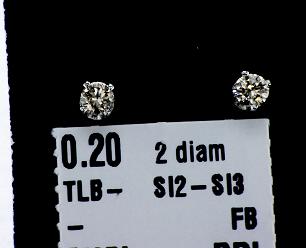 0.20 2 diam
TLB- SI2-SI3
- FB